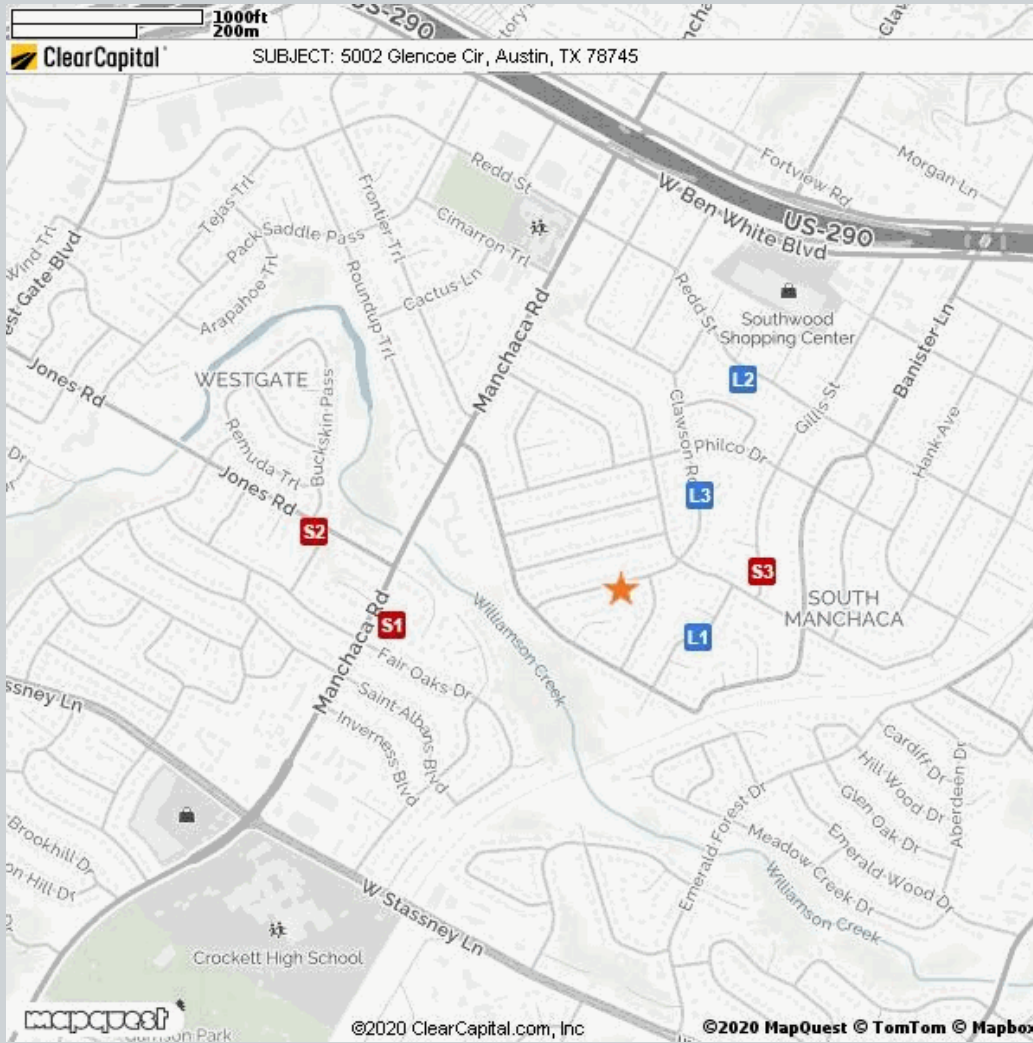 1000ft
200m
US-290
ClearCapital
SUBJECT: 5002 Glencoe Cir, Austin, TX 78745
Redd St
Fortview Rd
Morgan Ln
W Ben White Blvd
US-290
Tejas Trl
Frontier Trl
Cimarron Trl
Pack Saddle Pass
Wind Trl
est Gate Blvd
Arapahoe Trl
Roundup Trl
Cactus Ln
Manchaca Rd
Redd St
Southwood
Shopping Center
Banister Ln
Jones Rd
WESTGATE
Buckskin Pass
L2
Clawson Rd
Gillis St
Hank Ave
Remuda Trl
Philco Dr
Dr
Jones Rd
L3
S2
S3
SOUTH
MANCHACA
Manchaca Rd
S1
Williamson Creek
L1
Fair Oaks Dr
Saint Albans Blvd
Inverness Blvd
ssney Ln
Cardiff Dr
Hill Wood Dr
Aberdeen Dr
Glen Oak Dr
Emerald Forest Dr
Emerald Wood Dr
Meadow Creek Dr
Brookhill Dr
on Hill Dr
Williamson Creek
W Stassney Ln
Crockett High School
mapquest
©2020 ClearCapital.com, Inc
©2020 MapQuest © TomTom © Mapbox